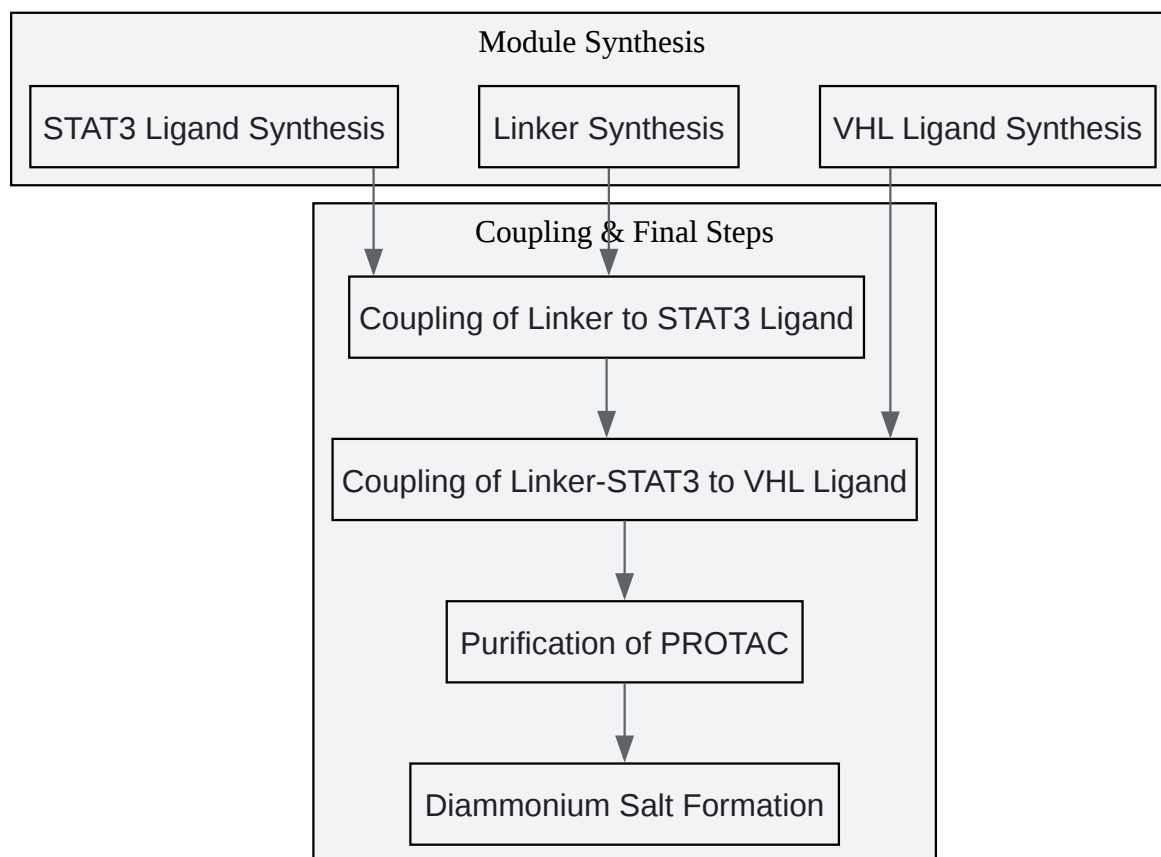 Module Synthesis
STAT3 Ligand Synthesis
Linker Synthesis
VHL Ligand Synthesis
Coupling & Final Steps
Coupling of Linker to STAT3 Ligand
Coupling of Linker-STAT3 to VHL Ligand
Purification of PROTAC
Diammonium Salt Formation